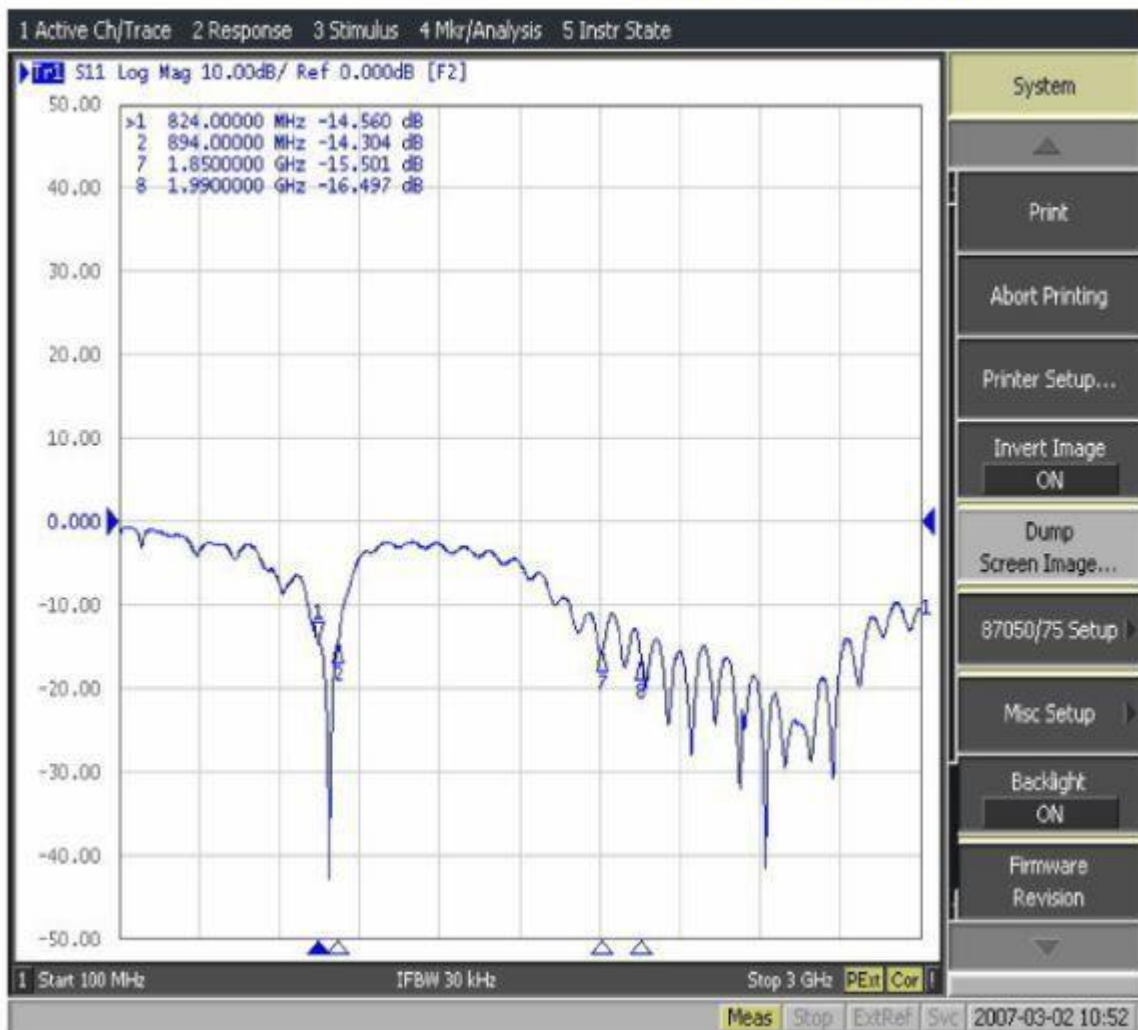 1 Active Ch/Trace 2 Response 3 Stimulus 4 Mkr/Analysis 5 Instr State
Tr1 S11 Log Mag 10.00dB/ Ref 0.000dB [F2]
50.00
40.00
30.00
20.00
10.00
0.000
-10.00
-20.00
-30.00
-40.00
-50.00
>1 824.00000 MHz -14.560 dB
2 894.00000 MHz -14.304 dB
7 1.8500000 GHz -15.501 dB
8 1.9900000 GHz -16.497 dB
1
2
7
8
1
1 Start 100 MHz IFBW 30 kHz Stop 3 GHz PExt Cor !
System
Print
Abort Printing
Printer Setup...
Invert Image
ON
Dump
Screen Image...
87050/75 Setup
Misc Setup
Backlight
ON
Firmware
Revision
Meas Stop ExtRef Svc 2007-03-02 10:52